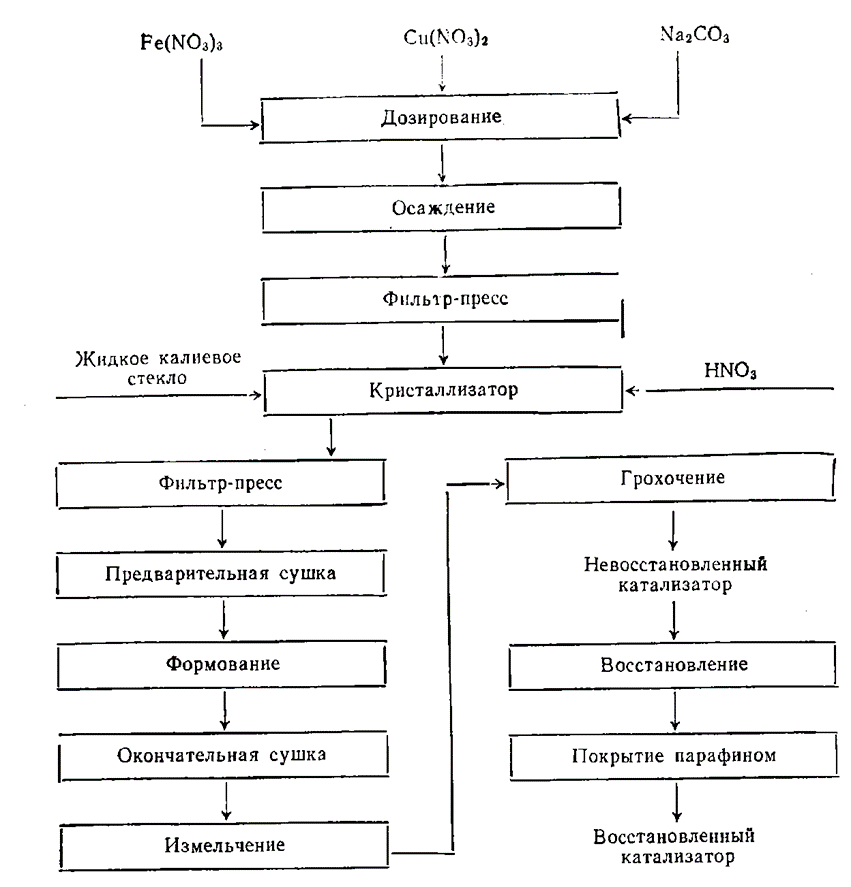 Fe(NO₃)₃
Cu(NO₃)₂
Na₂CO₃
Дозирование
Осаждение
Фильтр-пресс
Жидкое калиевое
стекло
Кристаллизатор
HNO₃
Фильтр-пресс
Предварительная сушка
Формование
Окончательная сушка
Измельчение
Грохочение
Невосстановленный
катализатор
Восстановление
Покрытие парафином
Восстановленный
катализатор